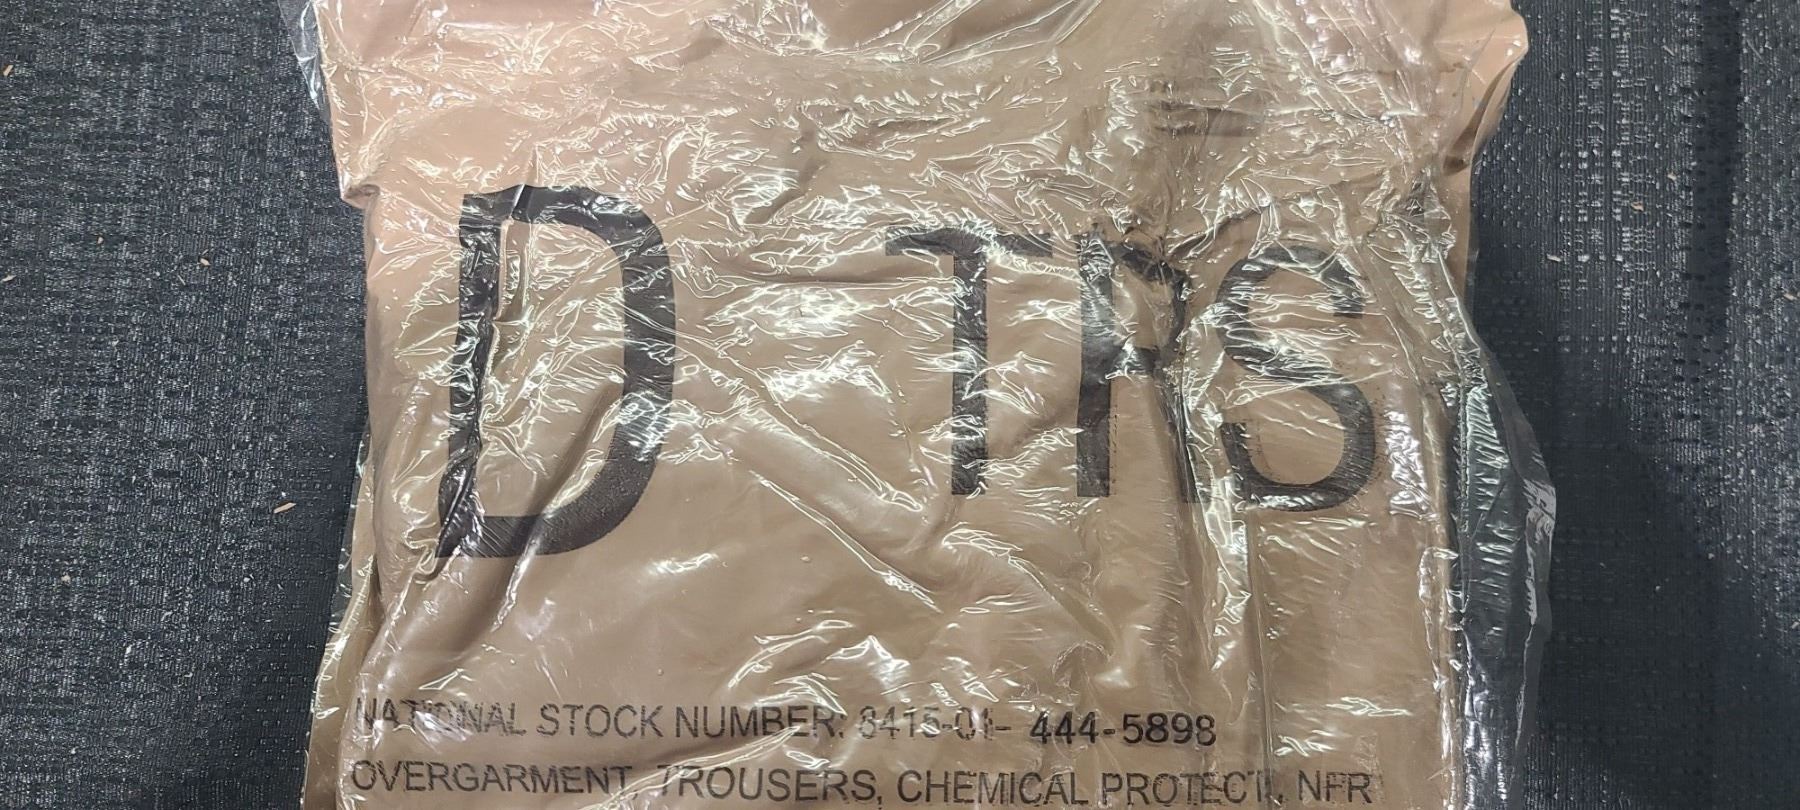 D TRS
NATIONAL STOCK NUMBER: 8415-01- 444-5898
OVERGARMENT, TROUSERS, CHEMICAL PROTECT., NFR